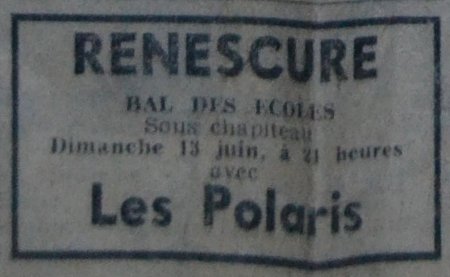 RENESCURE
BAL DES ECOLES
Sous chapiteau
Dimanche 13 juin, à 21 heures
avec
Les Polaris